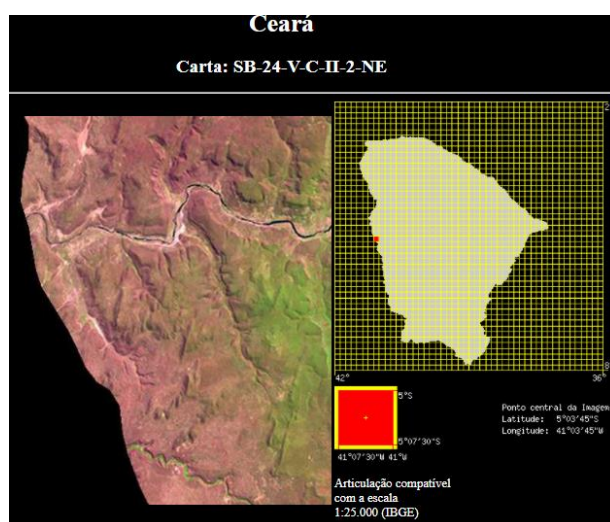 Ceará
Carta: SB-24-V-C-II-2-NE
42°
36°
5°S
5°07'30"S
41°07'30"W 41°W
Ponto central da Imagem
Latitude: 5°03'45"S
Longitude: 41°03'45"W
Articulação compatível
com a escala
1:25.000 (IBGE)